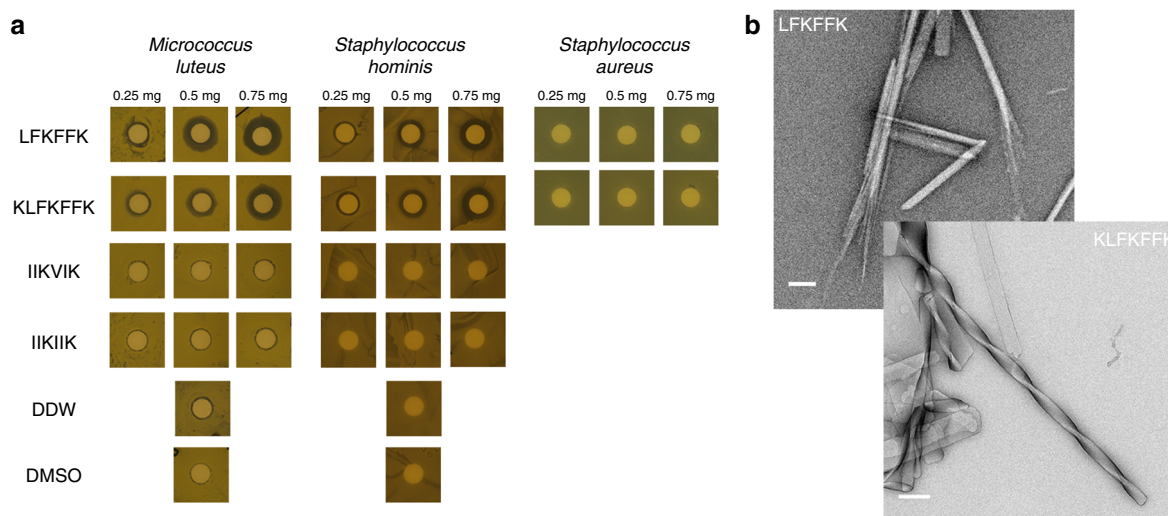 a
Micrococcus
luteus
Staphylococcus
hominis
Staphylococcus
aureus
0.25 mg 0.5 mg 0.75 mg 0.25 mg 0.5 mg 0.75 mg 0.25 mg 0.5 mg 0.75 mg
LFKFFK
KLFKFFK
IIKVIK
IIKIIK
DDW
DMSO
b
LFKFFK
KLFKFFK